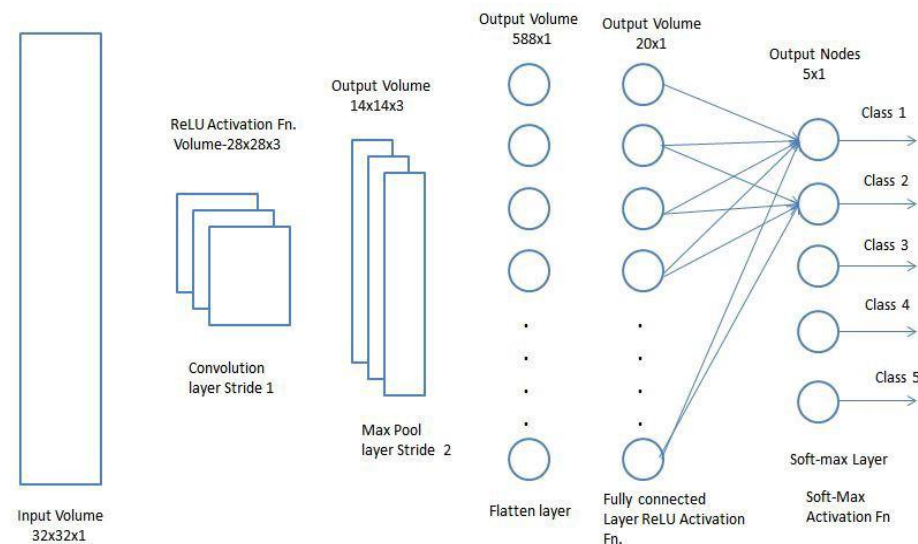 Input Volume
32x32x1
ReLU Activation Fn.
Volume-28x28x3
Convolution
layer Stride 1
Output Volume
14x14x3
Max Pool
layer Stride 2
Output Volume
588x1
Flatten layer
Output Volume
20x1
Fully connected
Layer ReLU Activation
Fn.
Output Nodes
5x1
Class 1
Class 2
Class 3
Class 4
Class 5
Soft-max Layer
Soft-Max
Activation Fn